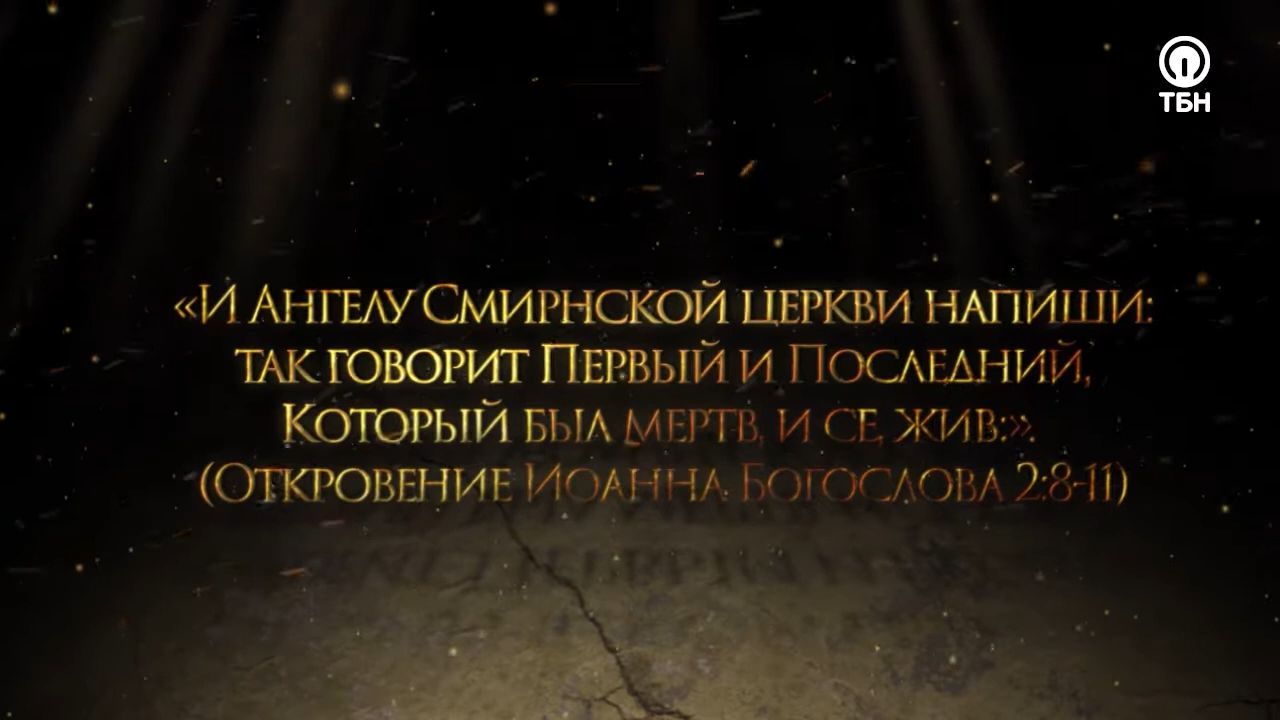 ТБН
«И Ангелу Смирнской церкви напиши:
так говорит Первый и Последний,
Который был мертв, и се, жив:».
(Откровение Иоанна Богослова 2:8-11)